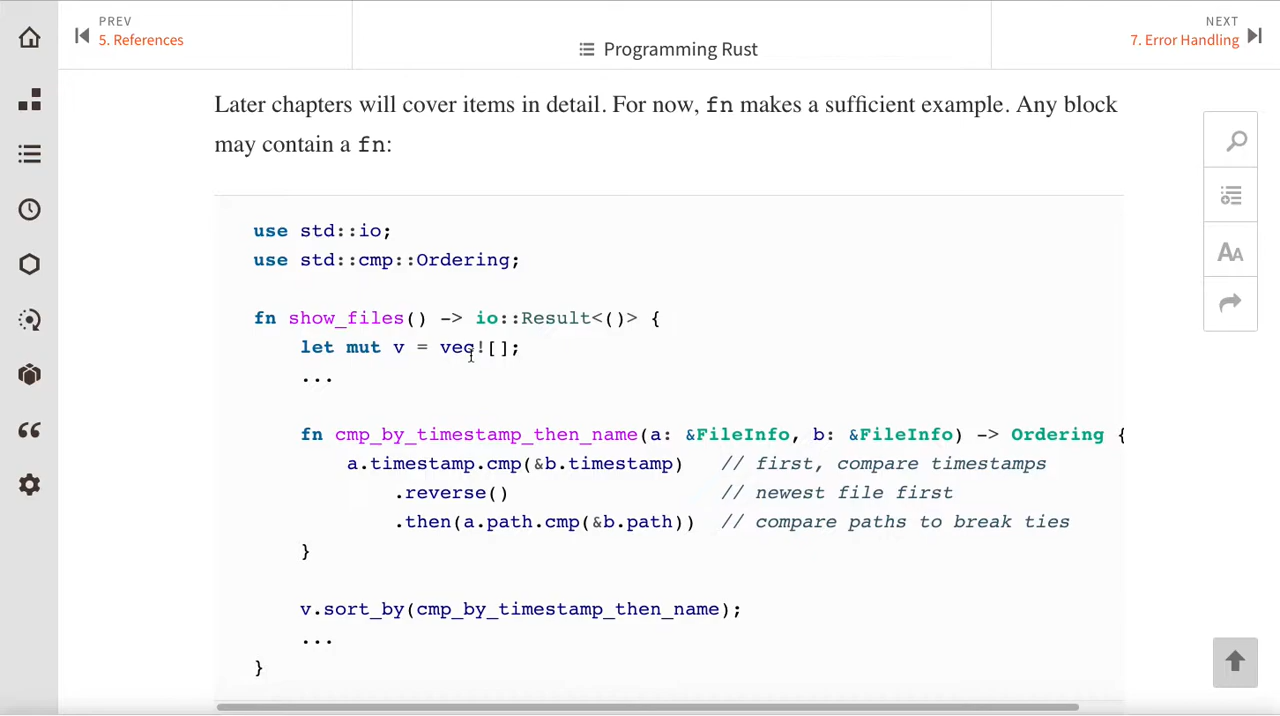 PREV
5. References
Programming Rust
NEXT
7. Error Handling
Later chapters will cover items in detail. For now, fn makes a sufficient example. Any block
may contain a fn:
use std::io;
use std::cmp::Ordering;
fn show_files() -> io::Result<()> {
    let mut v = vec![];
    ...
    fn cmp_by_timestamp_then_name(a: &FileInfo, b: &FileInfo) -> Ordering {
        a.timestamp.cmp(&b.timestamp)   // first, compare timestamps
            .reverse()                  // newest file first
            .then(a.path.cmp(&b.path))  // compare paths to break ties
    }
    v.sort_by(cmp_by_timestamp_then_name);
    ...
}
AA